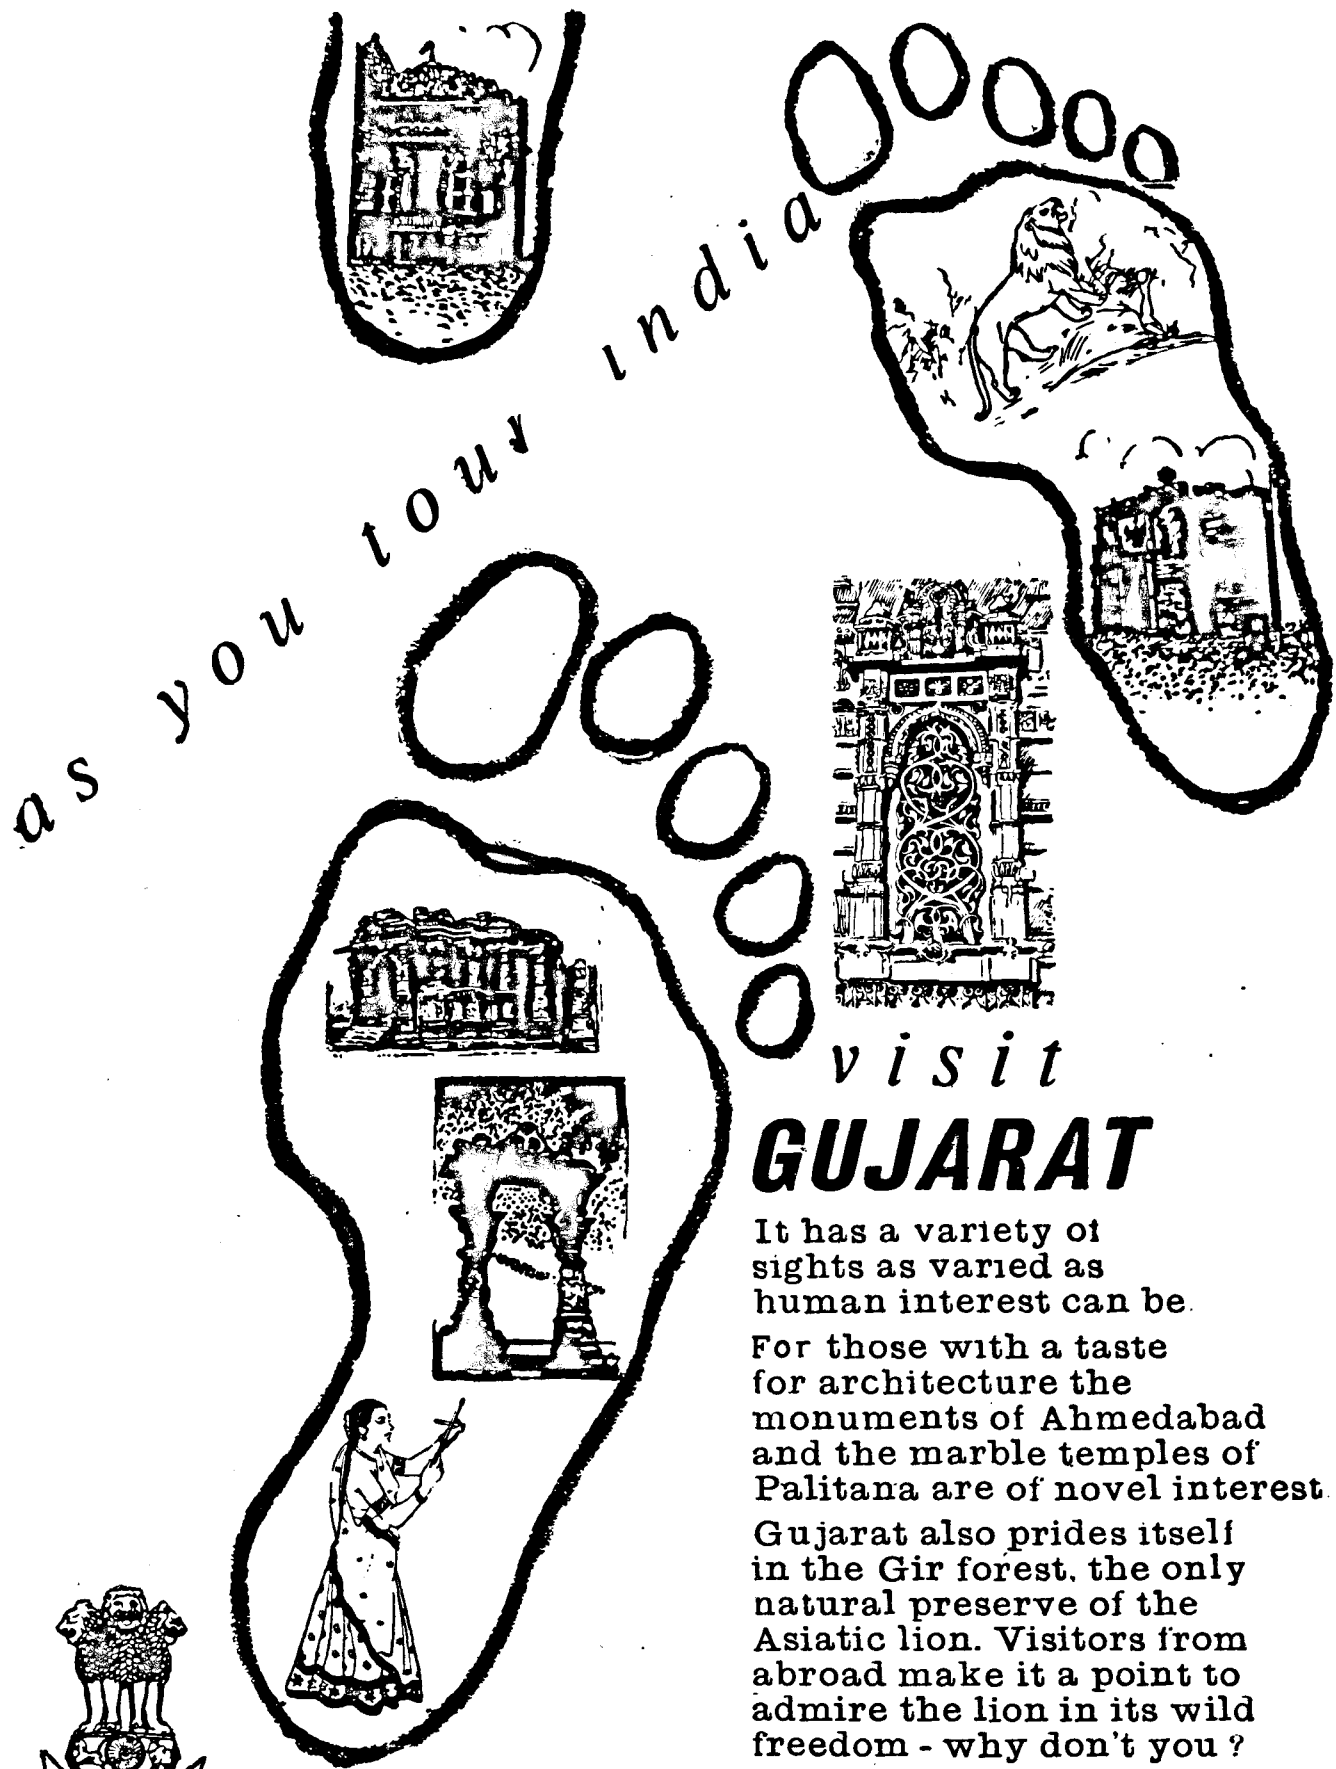 as you tour india
visit
GUJARAT
It has a variety of
sights as varied as
human interest can be.
For those with a taste
for architecture the
monuments of Ahmedabad
and the marble temples of
Palitana are of novel interest.
Gujarat also prides itself
in the Gir forest, the only
natural preserve of the
Asiatic lion. Visitors from
abroad make it a point to
admire the lion in its wild
freedom - why don't you ?